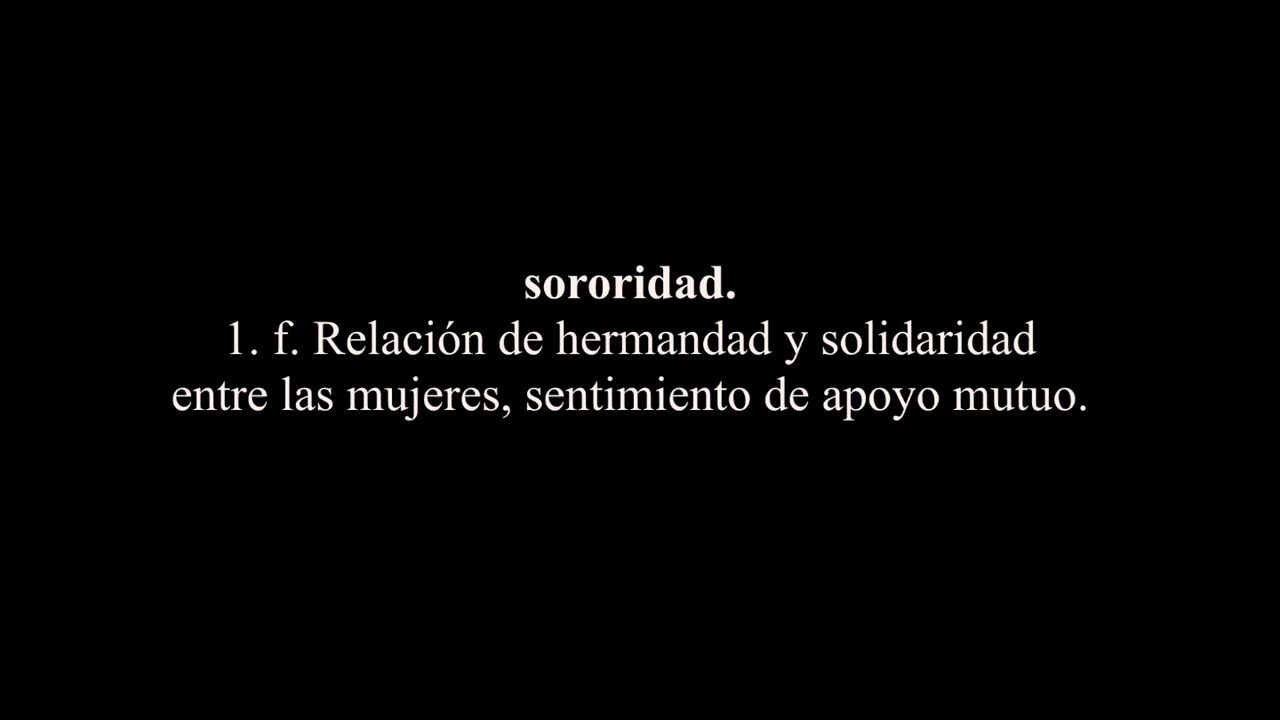 sororidad.
1. f. Relación de hermandad y solidaridad
entre las mujeres, sentimiento de apoyo mutuo.